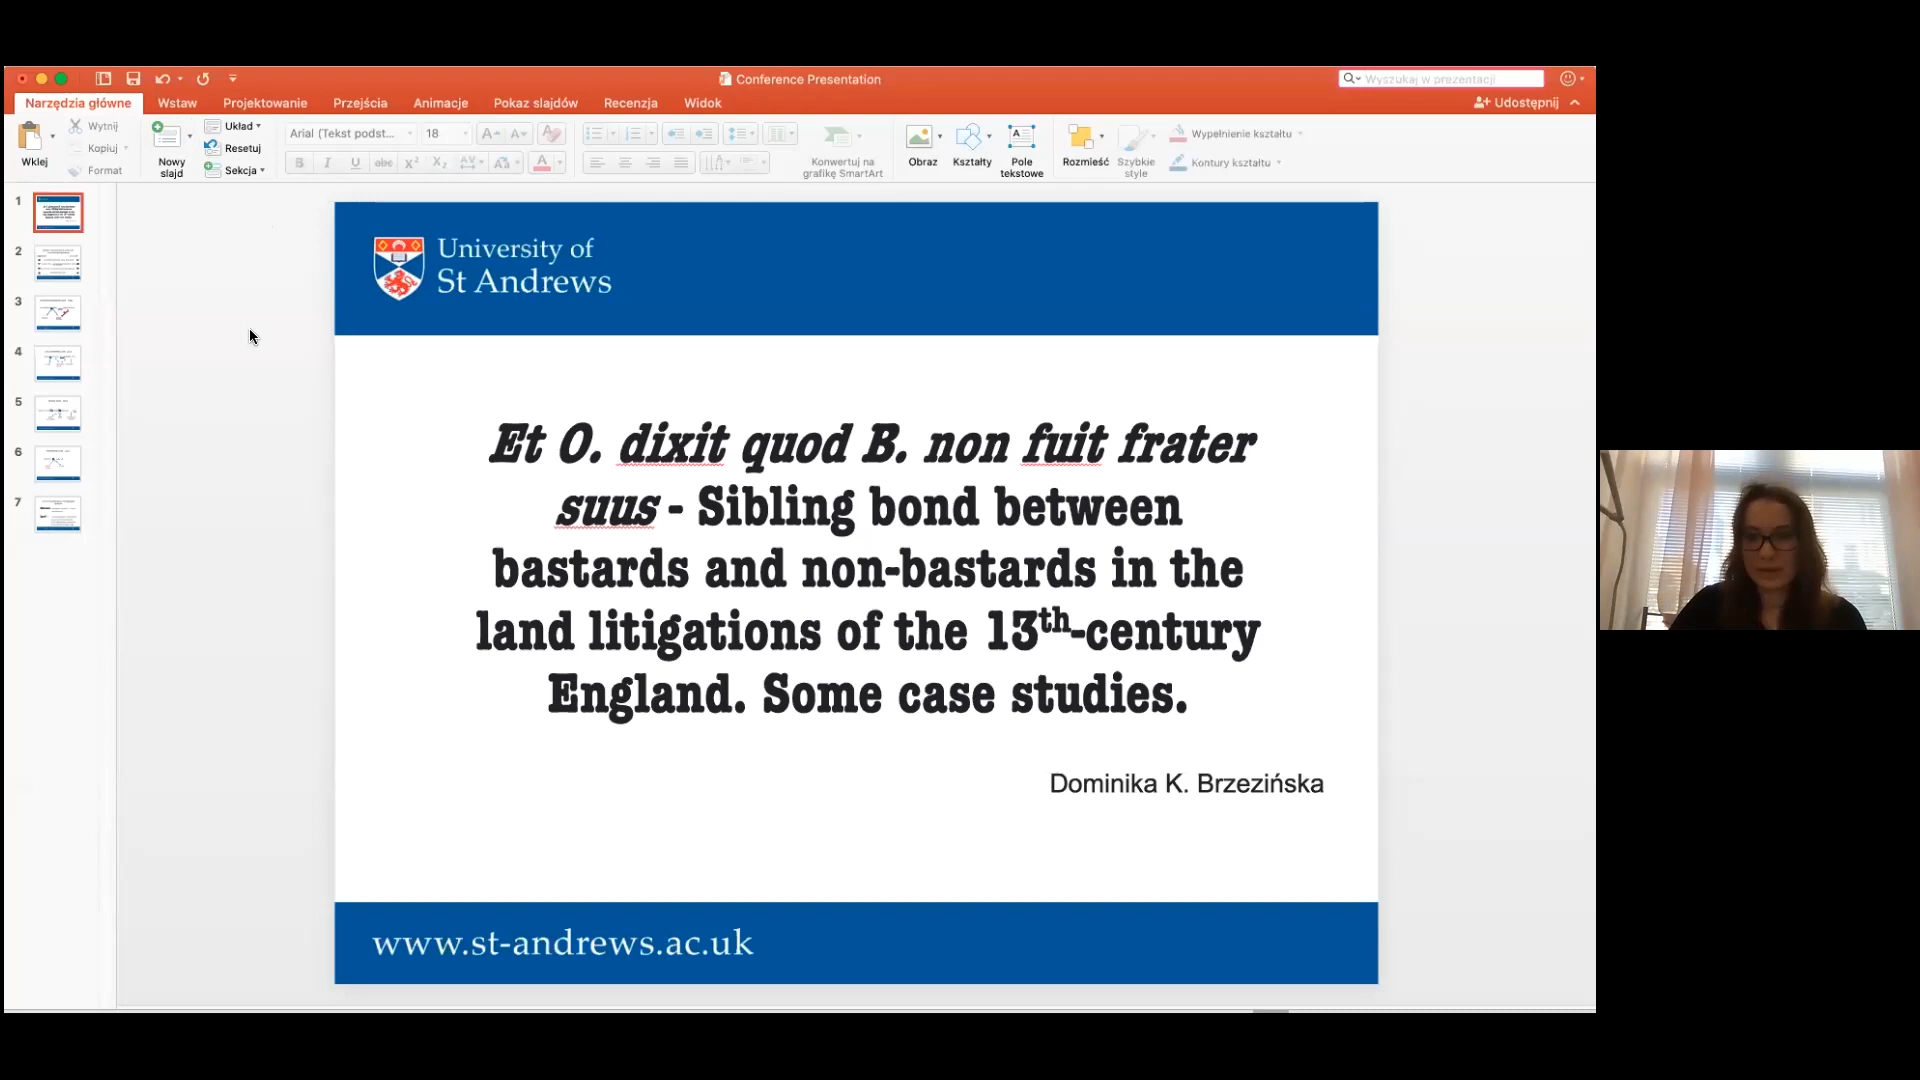 Conference Presentation
Wyszukaj w prezentacji
Narzędzia główne
Wstaw
Projektowanie
Przejścia
Animacje
Pokaz slajdów
Recenzja
Widok
Udostępnij
Wklej
Wytnij
Kopiuj
Format
Nowy
slajd
Układ
Resetuj
Sekcja
Arial (Tekst podst...
18
Konwertuj na
grafikę SmartArt
Obraz
Kształty
Pole
tekstowe
Rozmieść
Szybkie
style
Wypełnienie kształtu
Kontury kształtu
1
2
3
4
5
6
7
University of
St Andrews
Et O. dixit quod B. non fuit frater
suus - Sibling bond between
bastards and non-bastards in the
land litigations of the 13th-century
England. Some case studies.
Dominika K. Brzezińska
www.st-andrews.ac.uk